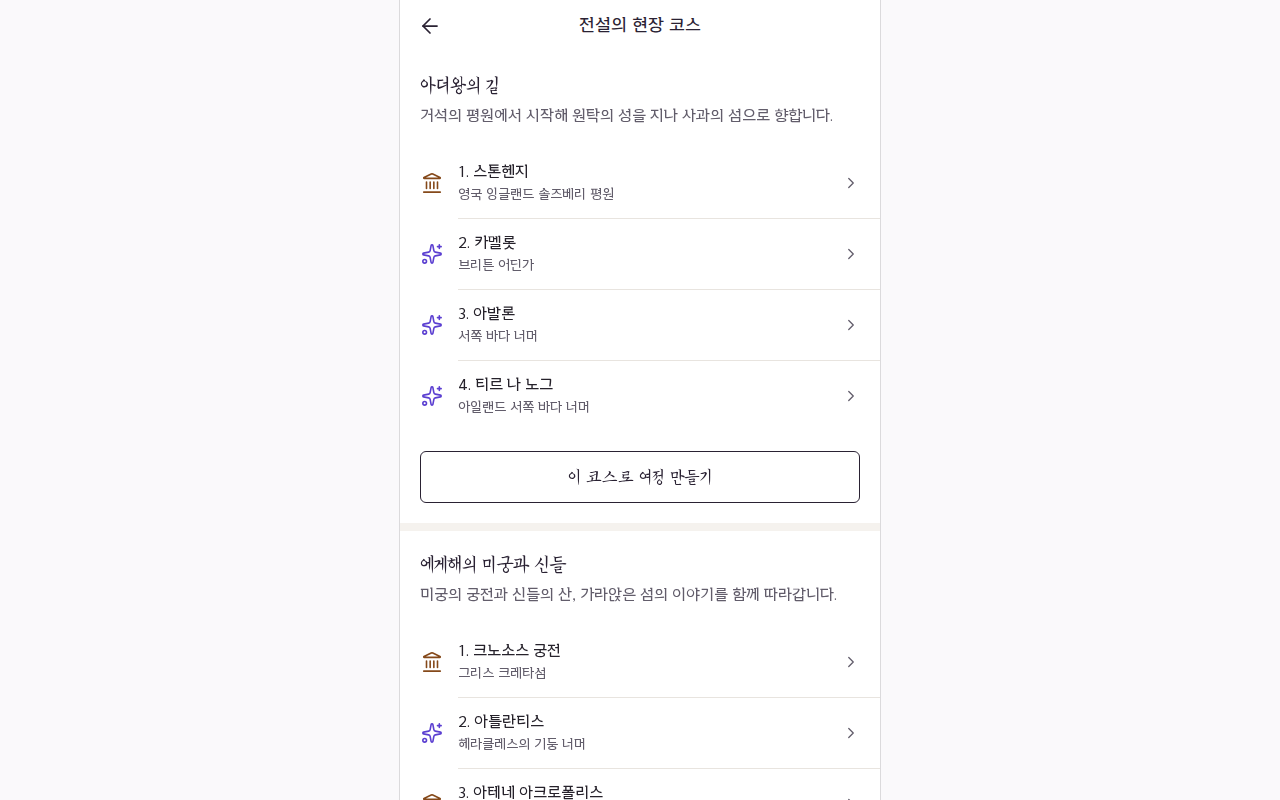 전설의 현장 코스
아더왕의 길
거석의 평원에서 시작해 원탁의 성을 지나 사과의 섬으로 향합니다.
1. 스톤헨지
영국 잉글랜드 솔즈베리 평원
2. 카멜롯
브리튼 어딘가
3. 아발론
서쪽 바다 너머
4. 티르 나 노그
아일랜드 서쪽 바다 너머
이 코스로 여정 만들기
에게해의 미궁과 신들
미궁의 궁전과 신들의 산, 가라앉은 섬의 이야기를 함께 따라갑니다.
1. 크노소스 궁전
그리스 크레타섬
2. 아틀란티스
헤라클레스의 기둥 너머
3. 아테네 아크로폴리스